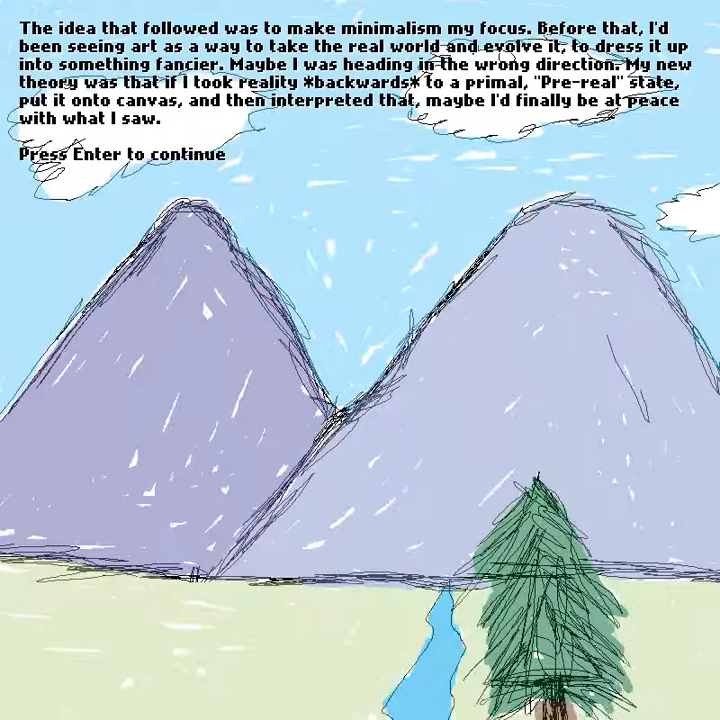 The idea that followed was to make minimalism my focus. Before that, I'd
been seeing art as a way to take the real world and evolve it, to dress it up
into something fancier. Maybe I was heading in the wrong direction. My new
theory was that if I took reality *backwards* to a primal, "Pre-real" state,
put it onto canvas, and then interpreted that, maybe I'd finally be at peace
with what I saw.
Press Enter to continue